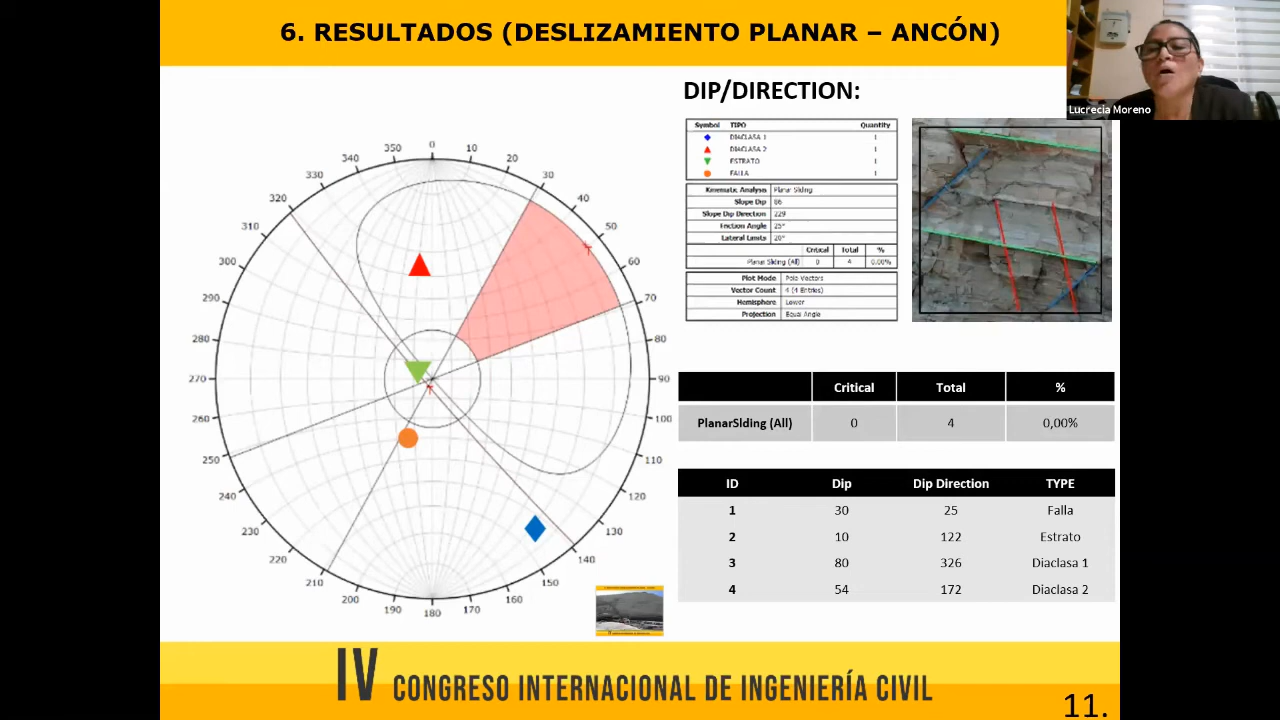 6. RESULTADOS (DESLIZAMIENTO PLANAR – ANCÓN)
Lucrecia Moreno
DIP/DIRECTION:
Symbol TIPO Quantity
DIACLASA 1 1
DIACLASA 2 1
ESTRATO 1
FALLA 1
Kinematic Analysis Planar Sliding
Slope Dip 86
Slope Dip Direction 229
Friction Angle 25°
Lateral Limits 20°
Critical Total %
Planar Sliding (All) 0 4 0.00%
Plot Mode Pole Vectors
Vector Count 4 (4 Entries)
Hemisphere Lower
Projection Equal Angle
0
10
20
30
40
50
60
70
80
90
100
110
120
130
140
150
160
170
180
190
200
210
220
230
240
250
260
270
280
290
300
310
320
330
340
350
Critical Total %
PlanarSlding (All) 0 4 0,00%
ID Dip Dip Direction TYPE
1 30 25 Falla
2 10 122 Estrato
3 80 326 Diaclasa 1
4 54 172 Diaclasa 2
IV CONGRESO INTERNACIONAL DE INGENIERÍA CIVIL
11.